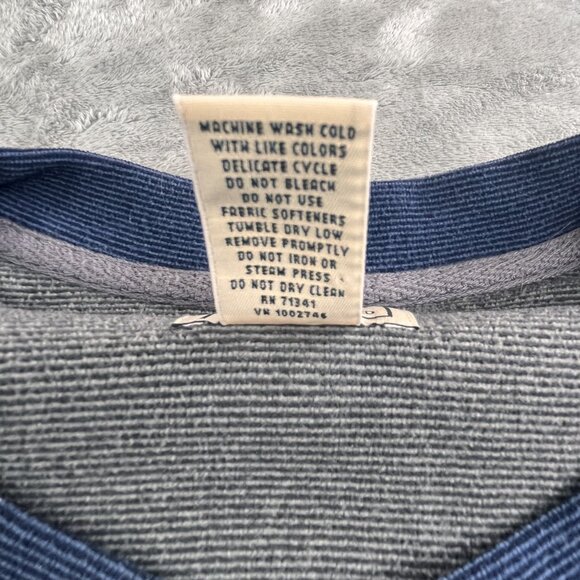 MACHINE WASH COLD
WITH LIKE COLORS
DELICATE CYCLE
DO NOT BLEACH
DO NOT USE
FABRIC SOFTENERS
TUMBLE DRY LOW
REMOVE PROMPTLY
DO NOT IRON OR
STEAM PRESS
DO NOT DRY CLEAN
RN 71341
VN 1002746